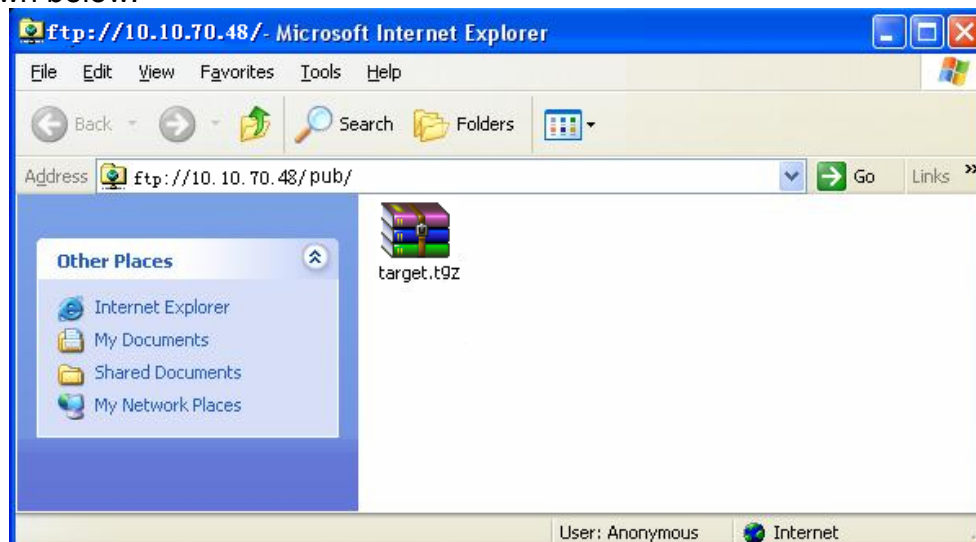 ftp://10.10.70.48/- Microsoft Internet Explorer
File Edit View Favorites Tools Help
Back Search Folders
Address ftp://10.10.70.48/pub/ Go Links »
Other Places
target.t9z
Internet Explorer
My Documents
Shared Documents
My Network Places
User: Anonymous Internet